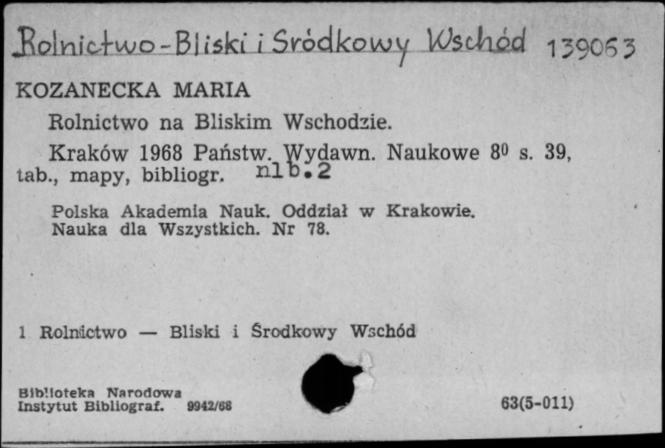 Rolnictwo-Bliski i Srodkowy Wschód 139063
KOZANECKA MARIA
Rolnictwo na Bliskim Wschodzie.
Kraków 1968 Państw. Wydawn. Naukowe 8⁰ s. 39,
tab., mapy, bibliogr. nlb.2
Polska Akademia Nauk. Oddział w Krakowie.
Nauka dla Wszystkich. Nr 78.
1 Rolnictwo — Bliski i Środkowy Wschód
Biblioteka Narodowa
Instytut Bibliograf. 9942/68
63(5-011)